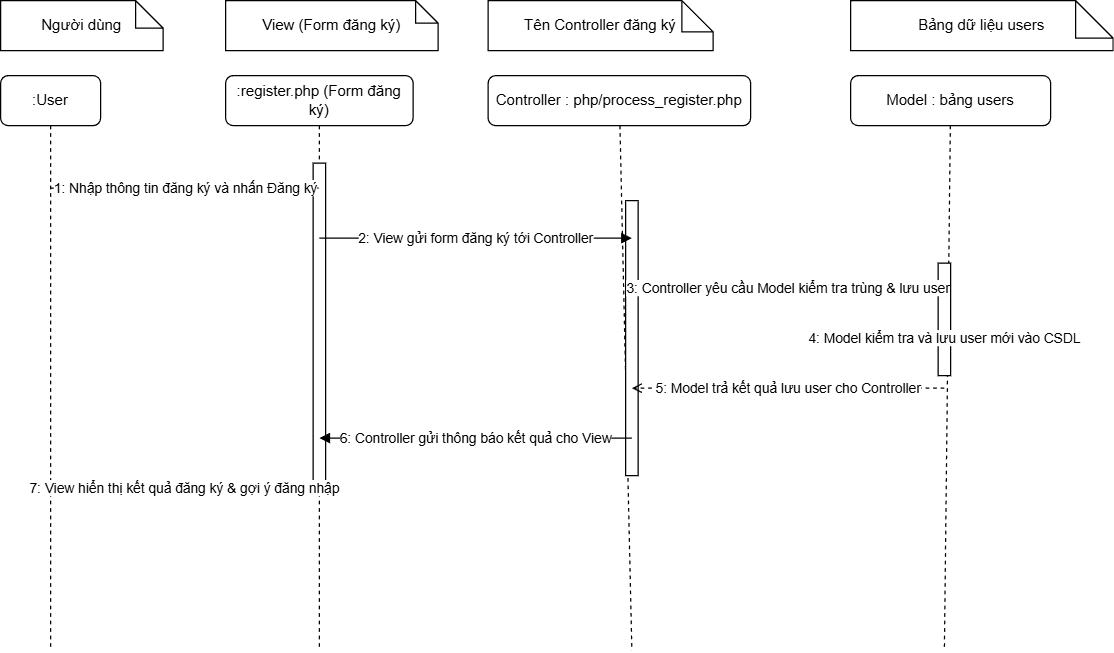 Người dùng
View (Form đăng ký)
Tên Controller đăng ký
Bảng dữ liệu users
:User
:register.php (Form đăng
ký)
Controller : php/process_register.php
Model : bảng users
1: Nhập thông tin đăng ký và nhấn Đăng ký
2: View gửi form đăng ký tới Controller
3: Controller yêu cầu Model kiểm tra trùng & lưu user
4: Model kiểm tra và lưu user mới vào CSDL
5: Model trả kết quả lưu user cho Controller
6: Controller gửi thông báo kết quả cho View
7: View hiển thị kết quả đăng ký & gợi ý đăng nhập